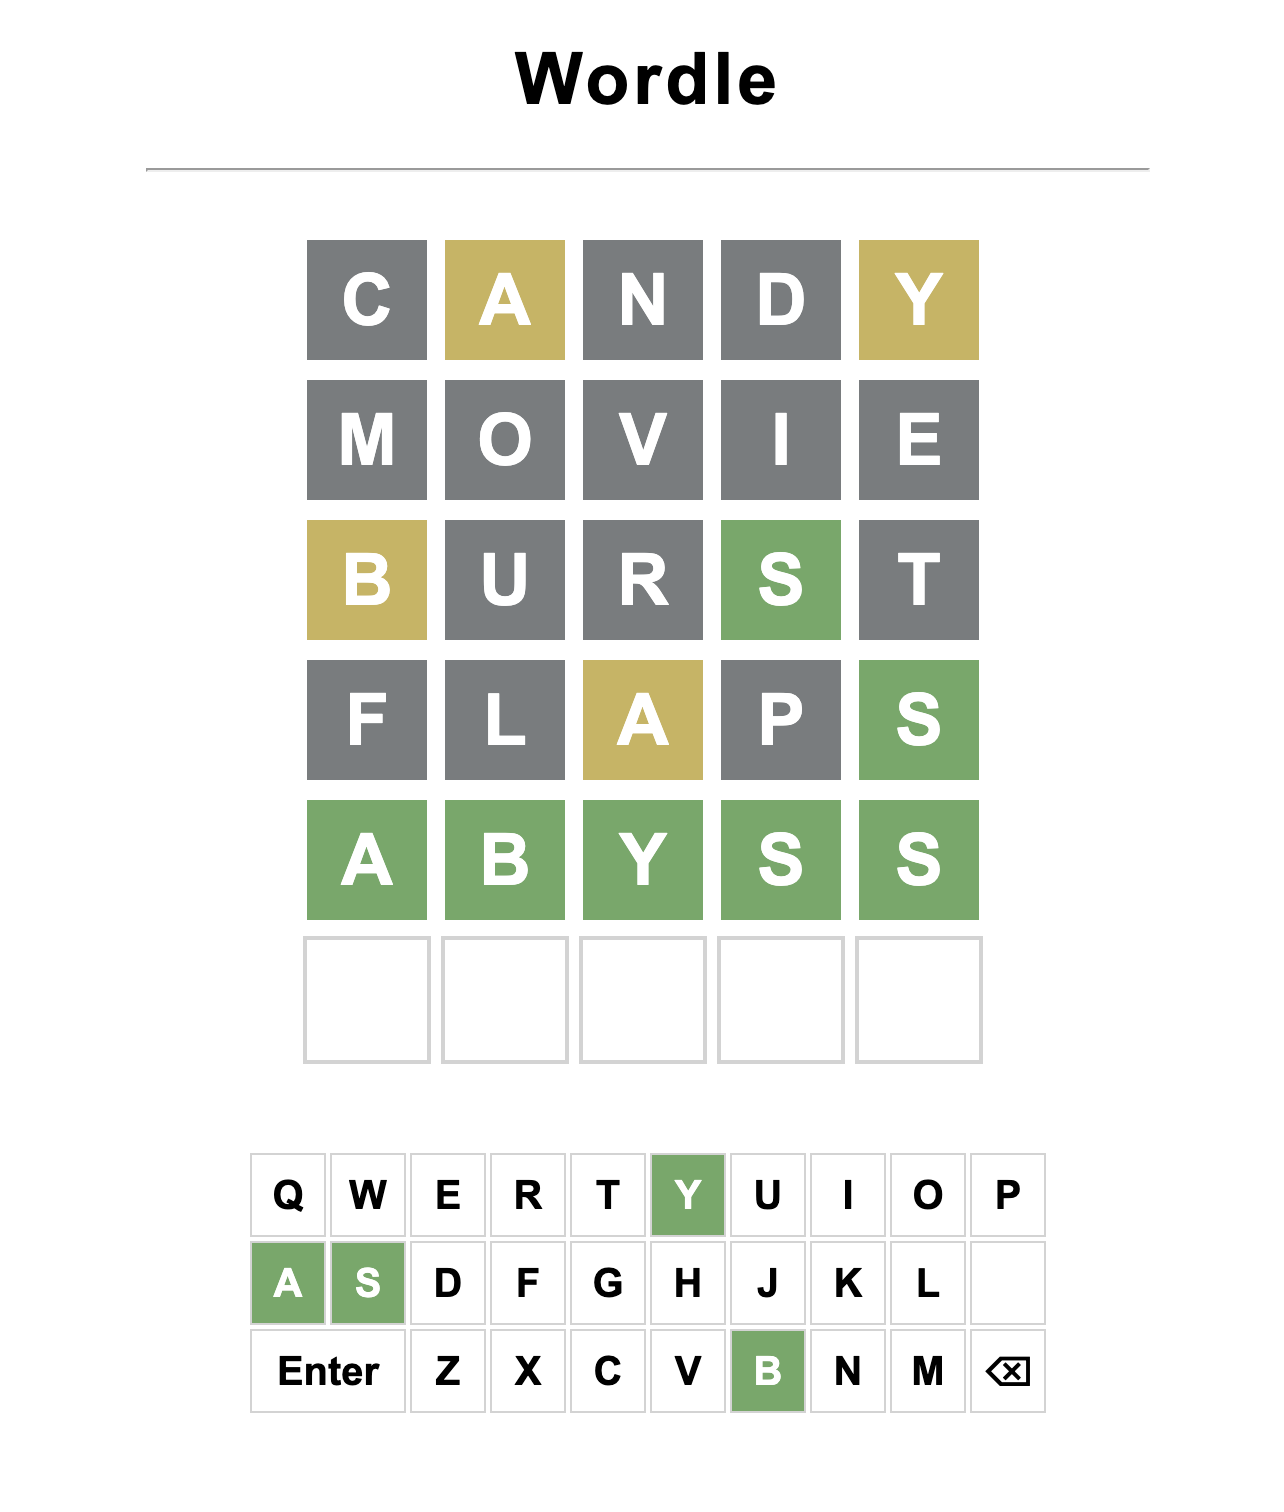 Wordle
C A N D Y
M O V I E
B U R S T
F L A P S
A B Y S S
Q W E R T Y U I O P
A S D F G H J K L
Enter Z X C V B N M